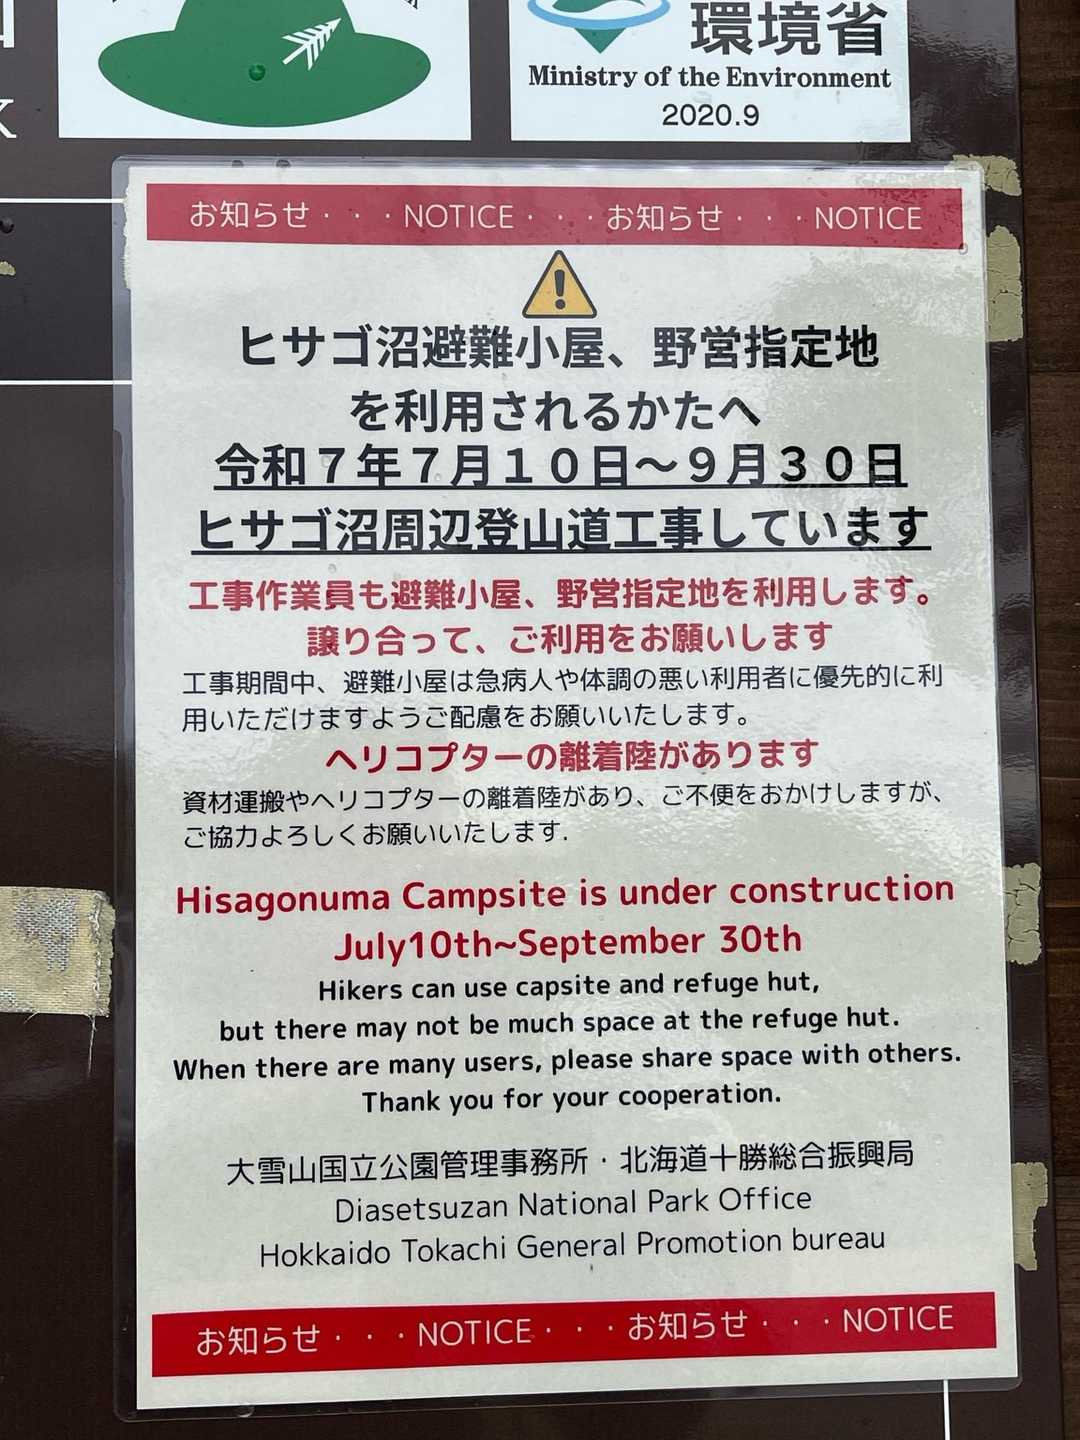 環境省
Ministry of the Environment
2020.9
K
お知らせ・・・NOTICE・・・お知らせ・・・NOTICE
ヒサゴ沼避難小屋、野営指定地
を利用されるかたへ
令和７年７月１０日～９月３０日
ヒサゴ沼周辺登山道工事しています
工事作業員も避難小屋、野営指定地を利用します。
譲り合って、ご利用をお願いします
工事期間中、避難小屋は急病人や体調の悪い利用者に優先的に利
用いただけますようご配慮をお願いいたします。
ヘリコプターの離着陸があります
資材運搬やヘリコプターの離着陸があり、ご不便をおかけしますが、
ご協力よろしくお願いいたします.
Hisagonuma Campsite is under construction
July10th~September 30th
Hikers can use capsite and refuge hut,
but there may not be much space at the refuge hut.
When there are many users, please share space with others.
Thank you for your cooperation.
大雪山国立公園管理事務所・北海道十勝総合振興局
Diasetsuzan National Park Office
Hokkaido Tokachi General Promotion bureau
お知らせ・・・NOTICE・・・お知らせ・・・NOTICE